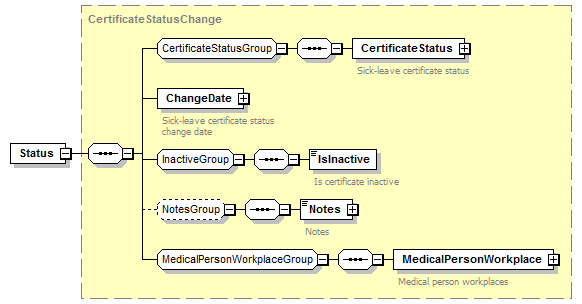 CertificateStatusChange
CertificateStatusGroup
CertificateStatus
Sick-leave certificate status
ChangeDate
Sick-leave certificate status
change date
Status
InactiveGroup
IsInactive
Is certificate inactive
NotesGroup
Notes
Notes
MedicalPersonWorkplaceGroup
MedicalPersonWorkplace
Medical person workplaces